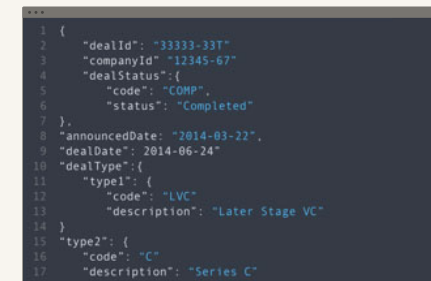 1 {
2 "dealId": "33333-33T"
3 "companyId" "12345-67"
4 "dealStatus":{
5 "code": "COMP",
6 "status": "Completed"
7 },
8 "announcedDate: "2014-03-22",
9 "dealDate": 2014-06-24"
10 "dealType":{
11 "type1": {
12 "code": "LVC"
13 "description": "Later Stage VC"
14 }
15 "type2": {
16 "code": "C"
17 "description": "Series C"